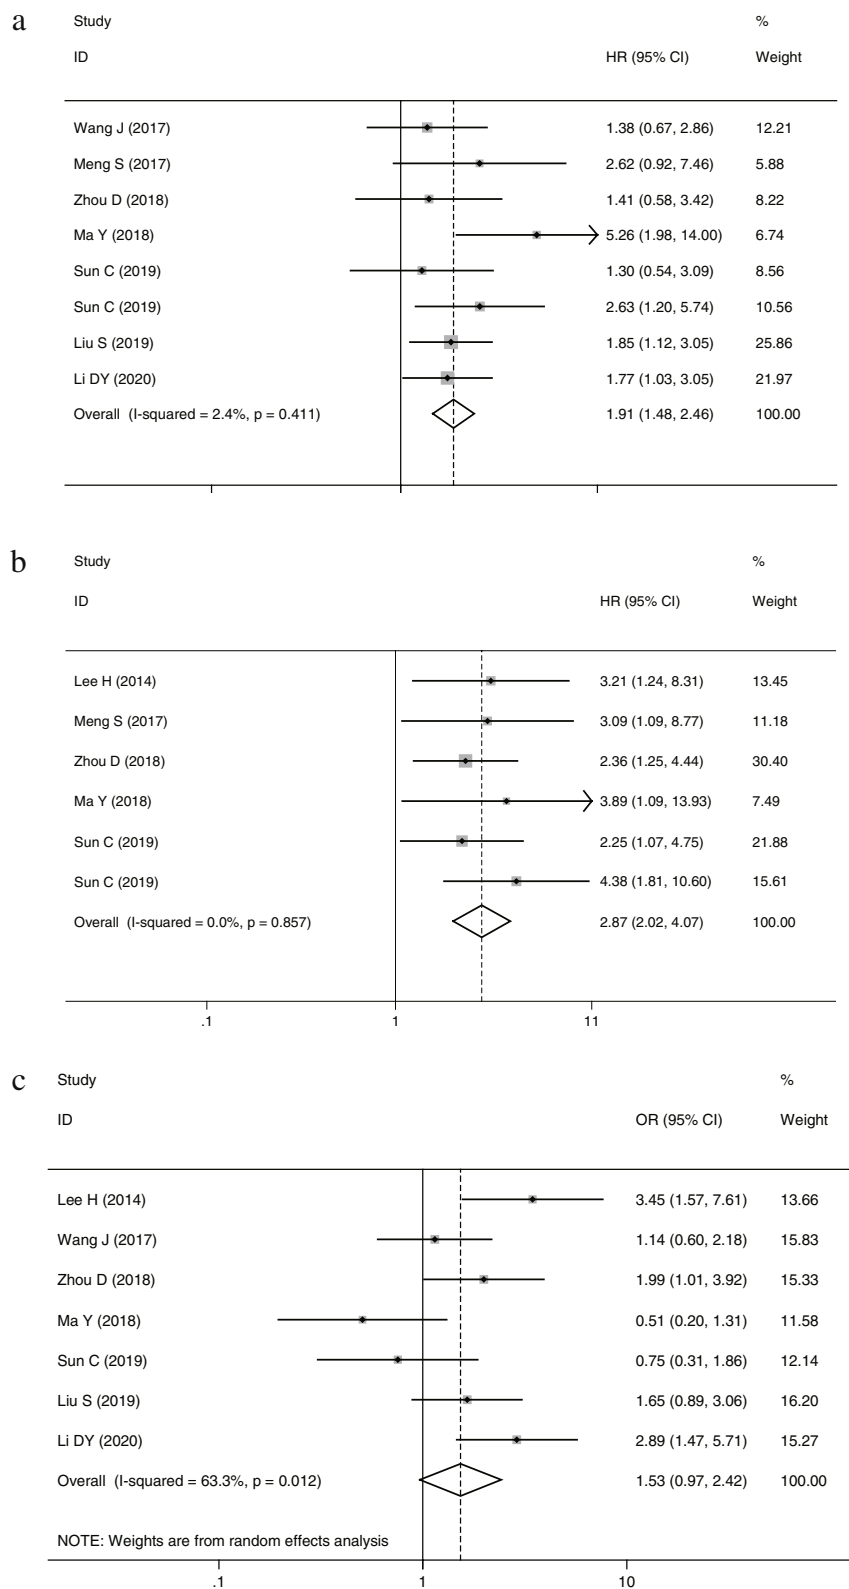 a
Study %
ID HR (95% CI) Weight
Wang J (2017) 1.38 (0.67, 2.86) 12.21
Meng S (2017) 2.62 (0.92, 7.46) 5.88
Zhou D (2018) 1.41 (0.58, 3.42) 8.22
Ma Y (2018) 5.26 (1.98, 14.00) 6.74
Sun C (2019) 1.30 (0.54, 3.09) 8.56
Sun C (2019) 2.63 (1.20, 5.74) 10.56
Liu S (2019) 1.85 (1.12, 3.05) 25.86
Li DY (2020) 1.77 (1.03, 3.05) 21.97
Overall (I-squared = 2.4%, p = 0.411) 1.91 (1.48, 2.46) 100.00
b
Study %
ID HR (95% CI) Weight
Lee H (2014) 3.21 (1.24, 8.31) 13.45
Meng S (2017) 3.09 (1.09, 8.77) 11.18
Zhou D (2018) 2.36 (1.25, 4.44) 30.40
Ma Y (2018) 3.89 (1.09, 13.93) 7.49
Sun C (2019) 2.25 (1.07, 4.75) 21.88
Sun C (2019) 4.38 (1.81, 10.60) 15.61
Overall (I-squared = 0.0%, p = 0.857) 2.87 (2.02, 4.07) 100.00
.1 1 11
c
Study %
ID OR (95% CI) Weight
Lee H (2014) 3.45 (1.57, 7.61) 13.66
Wang J (2017) 1.14 (0.60, 2.18) 15.83
Zhou D (2018) 1.99 (1.01, 3.92) 15.33
Ma Y (2018) 0.51 (0.20, 1.31) 11.58
Sun C (2019) 0.75 (0.31, 1.86) 12.14
Liu S (2019) 1.65 (0.89, 3.06) 16.20
Li DY (2020) 2.89 (1.47, 5.71) 15.27
Overall (I-squared = 63.3%, p = 0.012) 1.53 (0.97, 2.42) 100.00
NOTE: Weights are from random effects analysis
.1 1 10